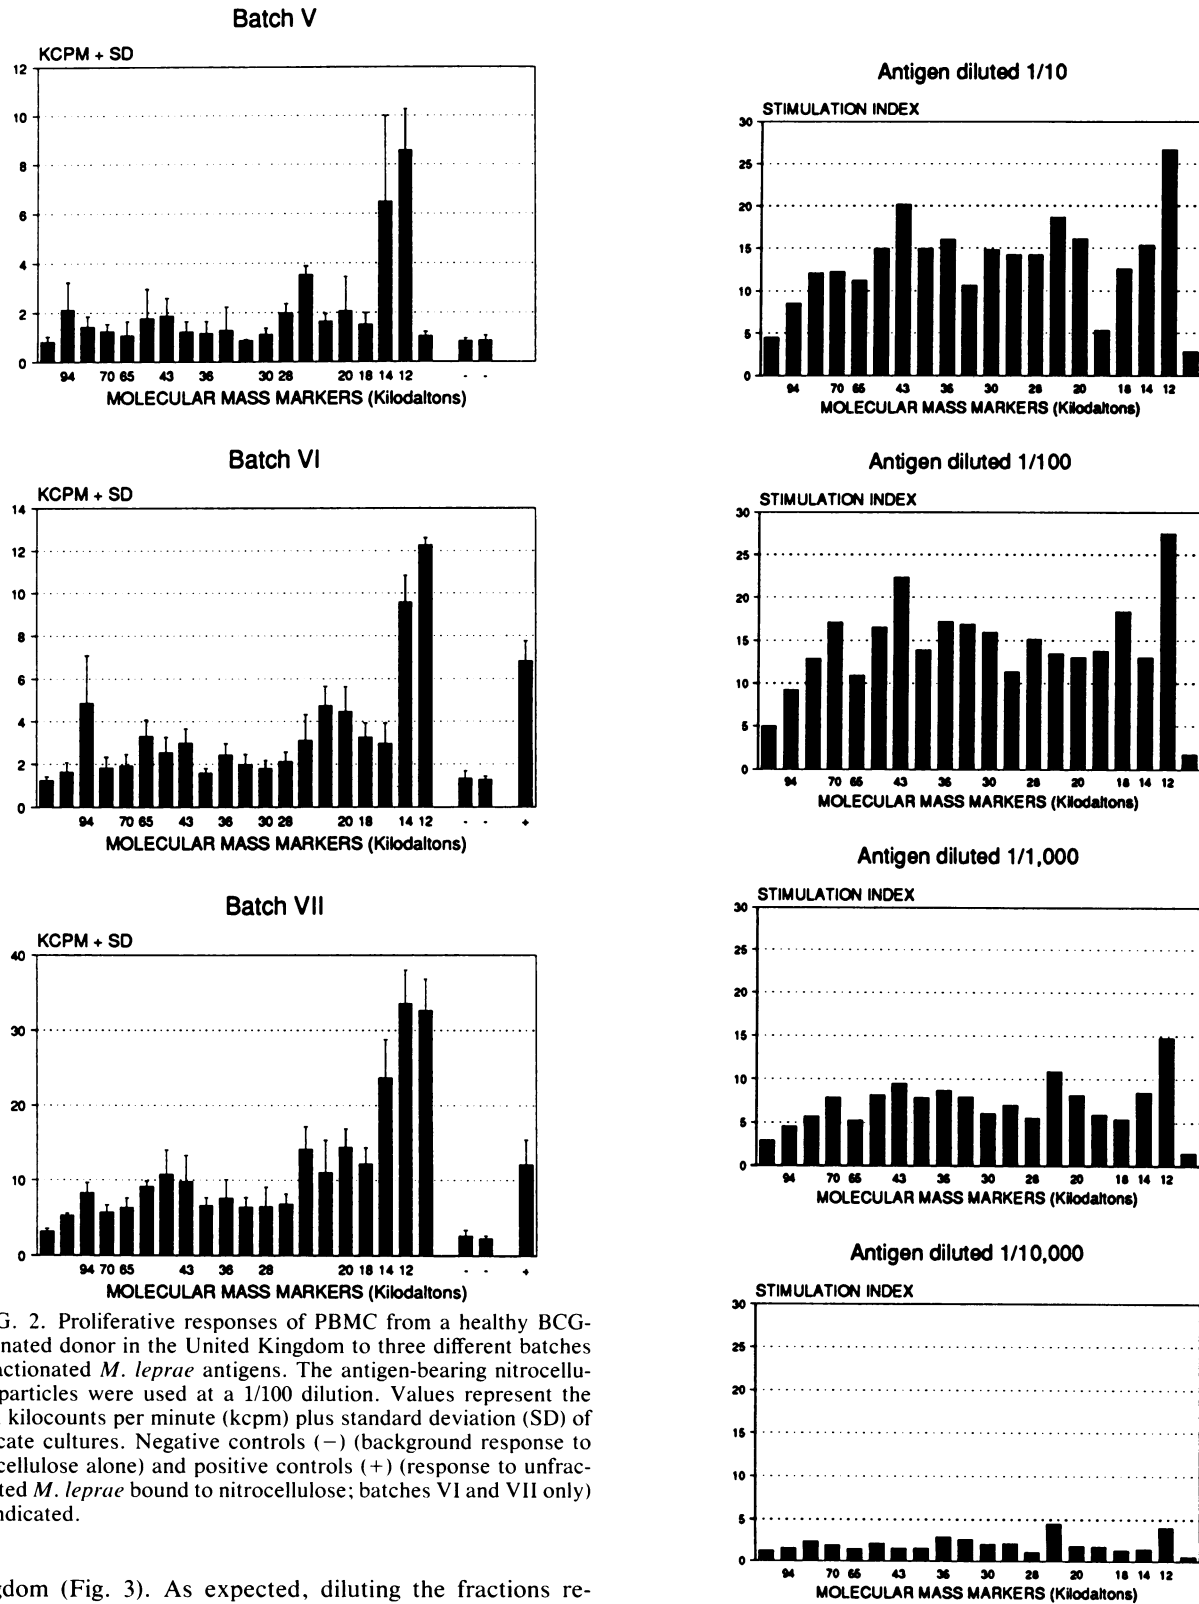 Batch V
KCPM + SD
12
10
8
6
4
2
0
94 70 65 43 36 30 28 20 18 14 12 - -
MOLECULAR MASS MARKERS (Kilodaltons)
Batch VI
KCPM + SD
14
12
10
8
6
4
2
0
94 70 65 43 36 30 28 20 18 14 12 - - +
MOLECULAR MASS MARKERS (Kilodaltons)
Batch VII
KCPM + SD
40
30
20
10
0
94 70 65 43 36 28 20 18 14 12 - - +
MOLECULAR MASS MARKERS (Kilodaltons)
G. 2. Proliferative responses of PBMC from a healthy BCG-
nated donor in the United Kingdom to three different batches
actionated M. leprae antigens. The antigen-bearing nitrocellu-
particles were used at a 1/100 dilution. Values represent the
kilocounts per minute (kcpm) plus standard deviation (SD) of
cate cultures. Negative controls (−) (background response to
cellulose alone) and positive controls (+) (response to unfrac-
ted M. leprae bound to nitrocellulose; batches VI and VII only)
ndicated.
gdom (Fig. 3). As expected, diluting the fractions re-
Antigen diluted 1/10
STIMULATION INDEX
30
25
20
15
10
5
0
94 70 65 43 36 30 28 20 18 14 12
MOLECULAR MASS MARKERS (Kilodaltons)
Antigen diluted 1/100
STIMULATION INDEX
30
25
20
15
10
5
0
94 70 65 43 36 30 28 20 18 14 12
MOLECULAR MASS MARKERS (Kilodaltons)
Antigen diluted 1/1,000
STIMULATION INDEX
30
25
20
15
10
5
0
94 70 65 43 36 30 28 20 18 14 12
MOLECULAR MASS MARKERS (Kilodaltons)
Antigen diluted 1/10,000
STIMULATION INDEX
30
25
20
15
10
5
0
94 70 65 43 36 30 28 20 18 14 12
MOLECULAR MASS MARKERS (Kilodaltons)